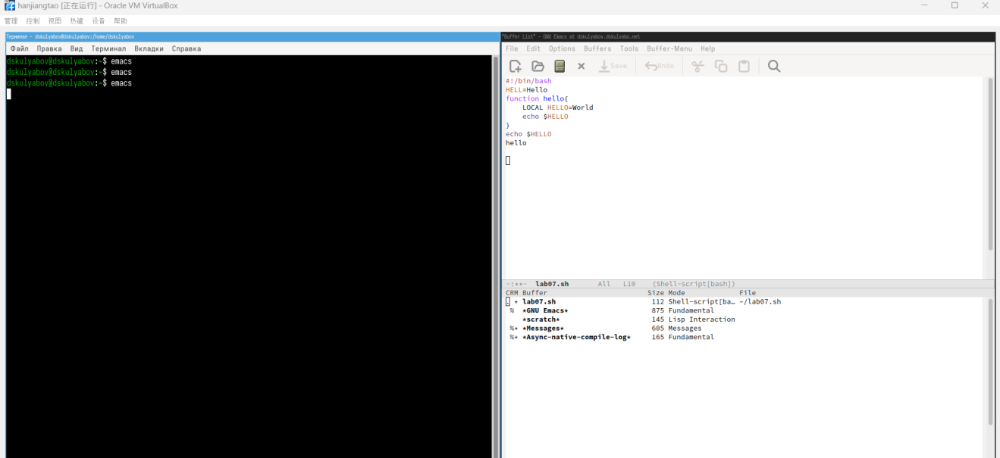 hanjiangtao [正在运行] - Oracle VM VirtualBox
管理 控制 视图 热键 设备 帮助
Терминал - dskulyabov@dskulyabov:/home/dskulyabov
Файл Правка Вид Терминал Вкладки Справка
dskulyabov@dskulyabov:~$ emacs
dskulyabov@dskulyabov:~$ emacs
dskulyabov@dskulyabov:~$ emacs
*Buffer List* - GNU Emacs at dskulyabov.dskulyabo.net
File Edit Options Buffers Tools Buffer-Menu Help
Save Undo
#!/bin/bash
HELL=Hello
function hello{
    LOCAL HELLO=World
    echo $HELLO
}
echo $HELLO
hello
-:**- lab07.sh All L10 (Shell-script[bash])
CRM Buffer Size Mode File
. * lab07.sh 112 Shell-script[ba… ~/lab07.sh
% *GNU Emacs* 875 Fundamental
*scratch* 145 Lisp Interaction
%* *Messages* 605 Messages
%* *Async-native-compile-log* 165 Fundamental